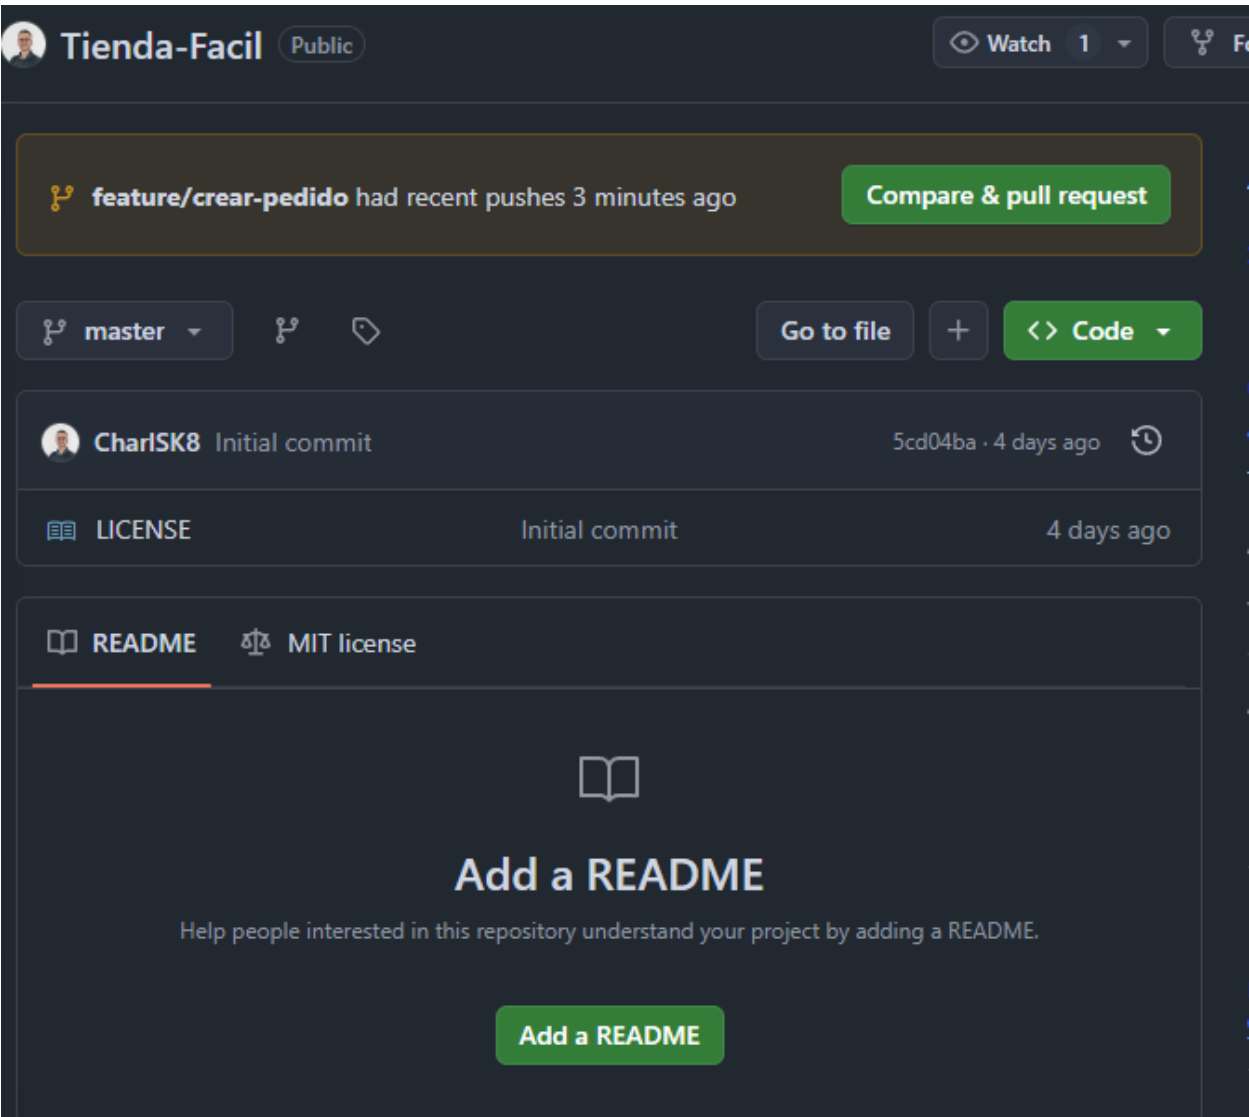 Tienda-Facil Public Watch 1
feature/crear-pedido had recent pushes 3 minutes ago Compare & pull request
master Go to file Code
CharlSK8 Initial commit 5cd04ba · 4 days ago
LICENSE Initial commit 4 days ago
README MIT license
Add a README
Help people interested in this repository understand your project by adding a README.
Add a README